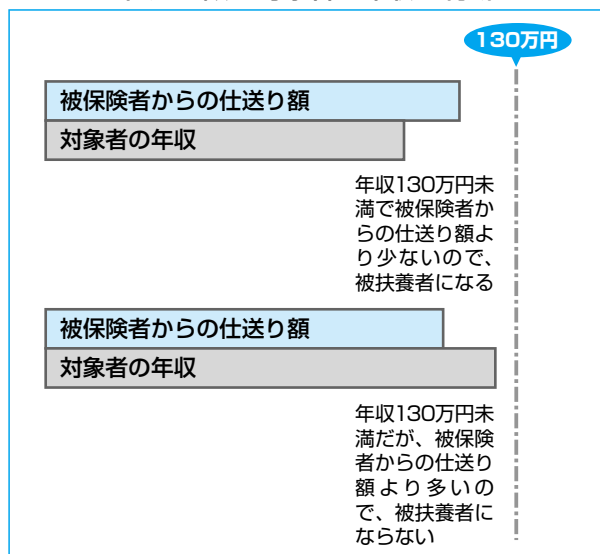 130万円
被保険者からの仕送り額
対象者の年収
年収130万円未
満で被保険者か
らの仕送り額よ
り少ないので、
被扶養者になる
被保険者からの仕送り額
対象者の年収
年収130万円未
満だが、被保険
者からの仕送り
額より多いの
で、被扶養者に
ならない